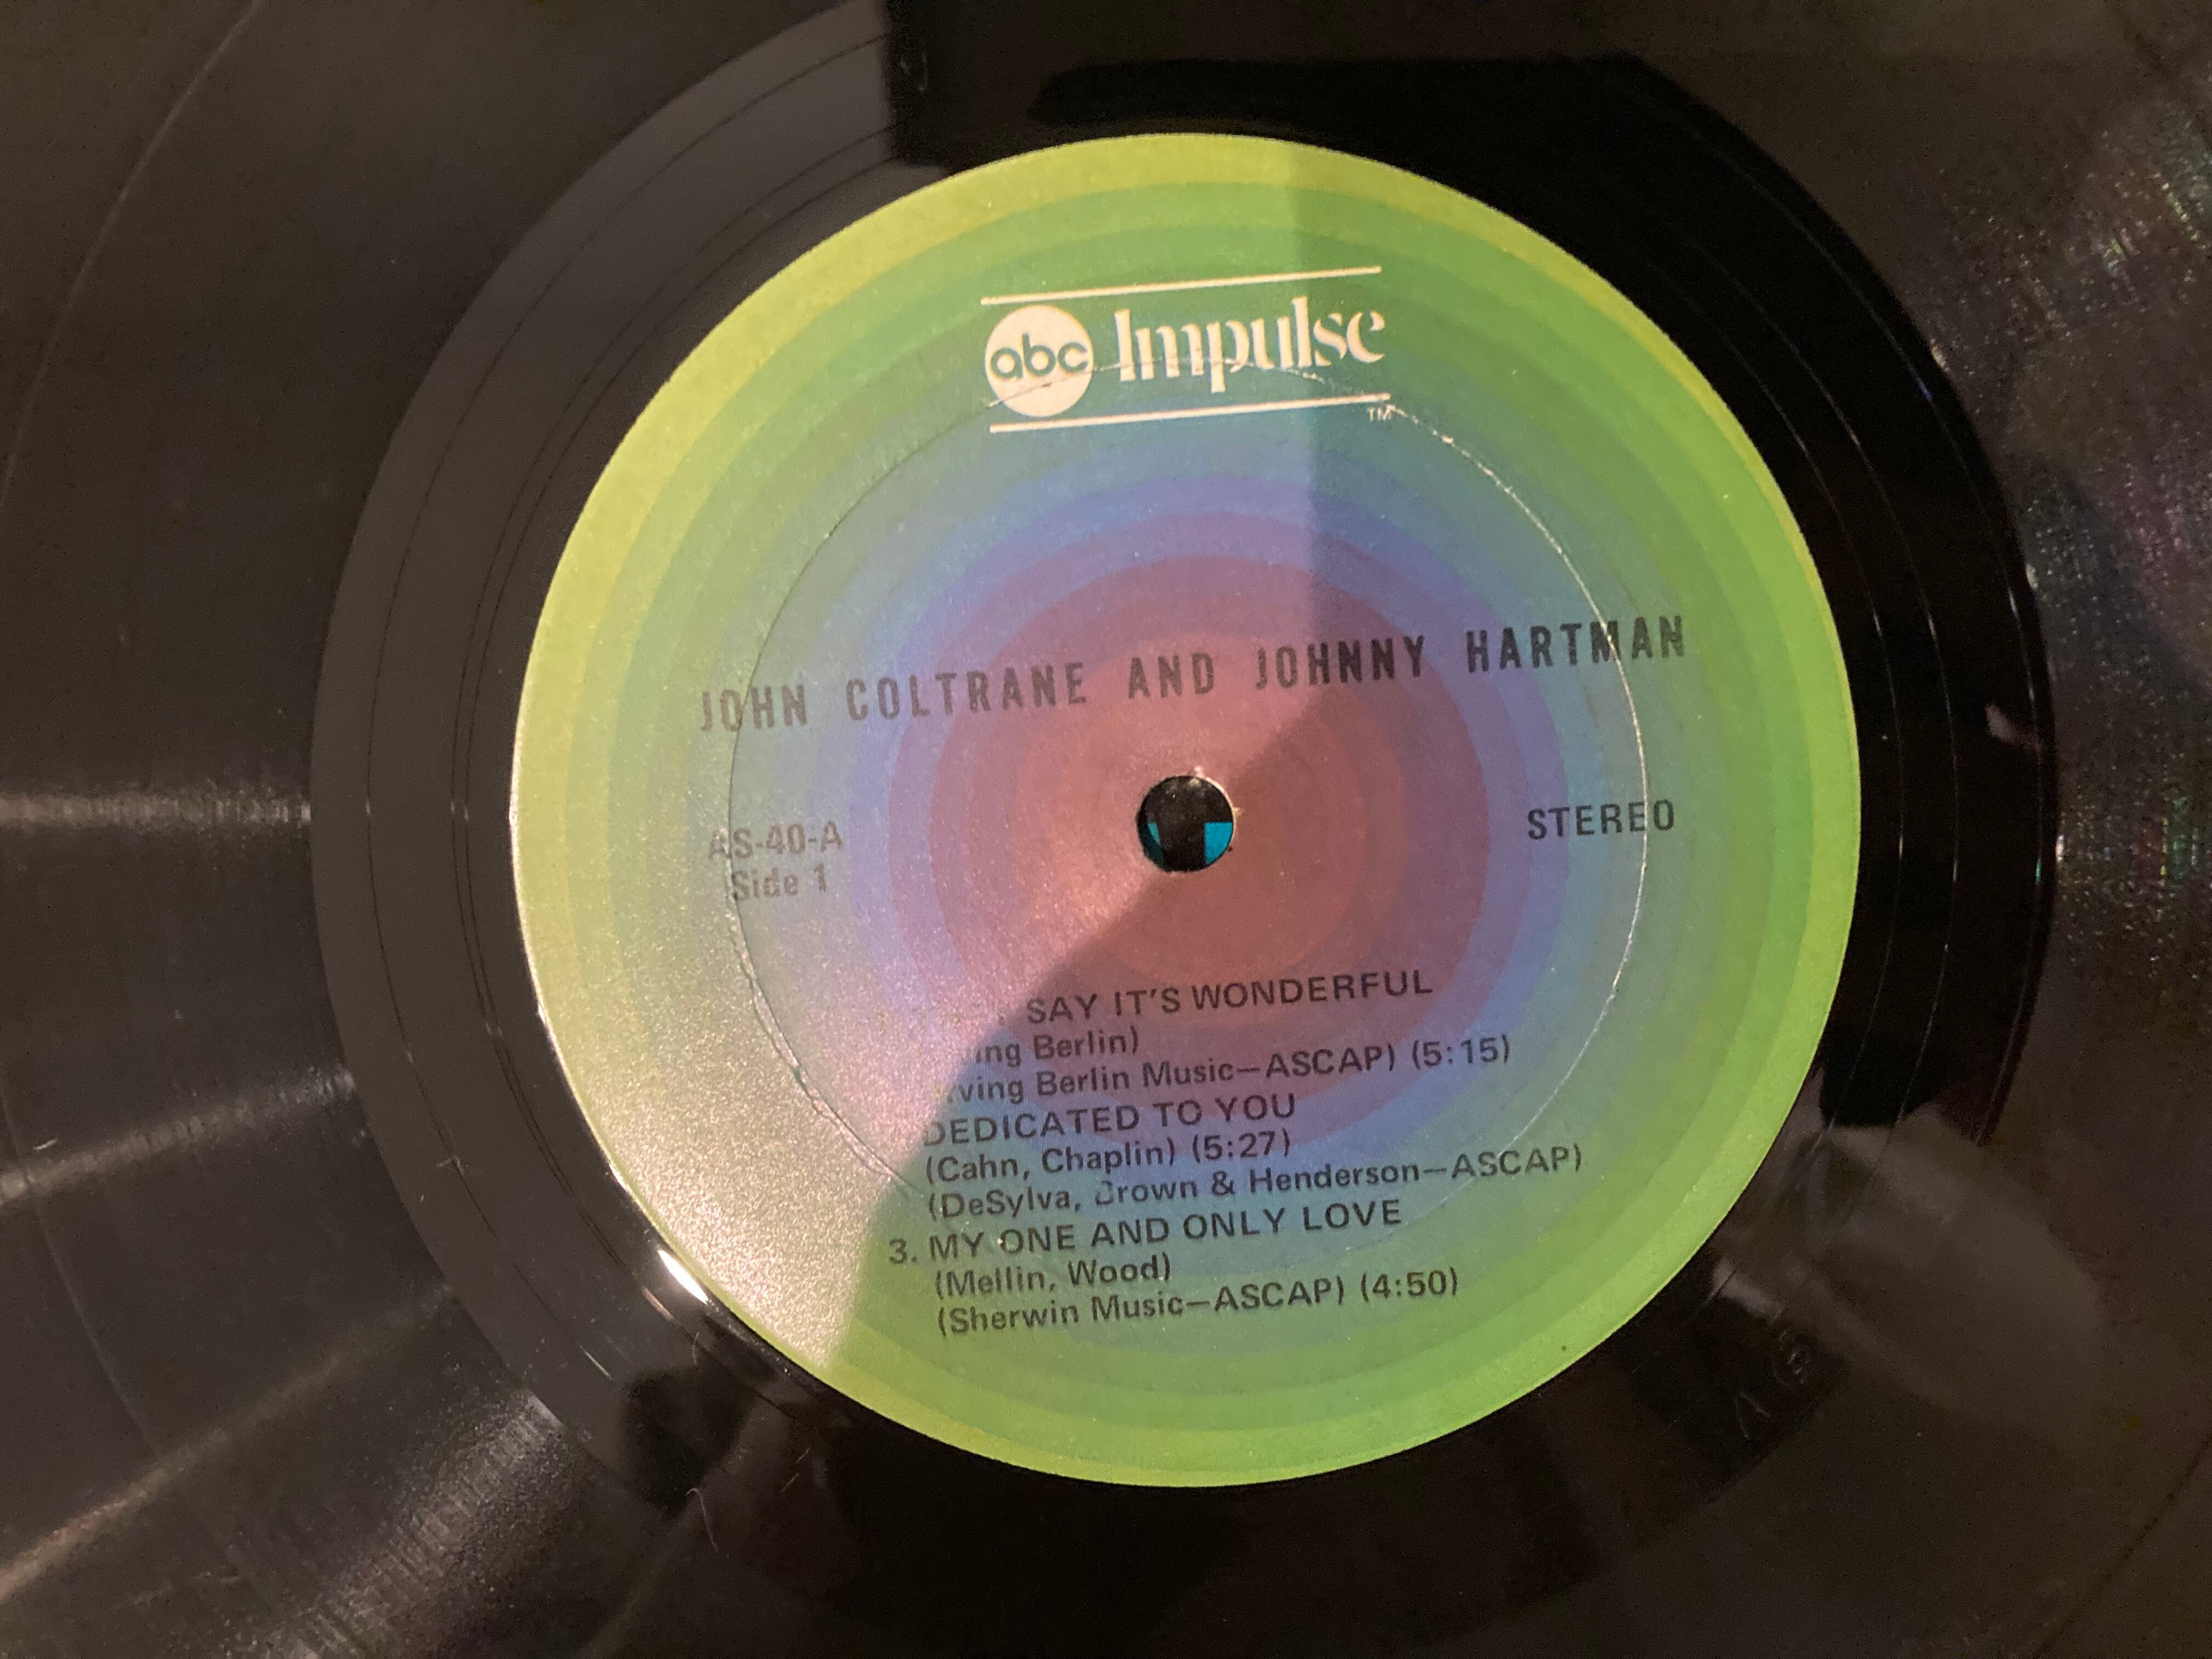 abc Impulse
TM
JOHN COLTRANE AND JOHNNY HARTMAN
AS-40-A
Side 1
STEREO
SAY IT'S WONDERFUL
ing Berlin)
rving Berlin Music—ASCAP) (5:15)
DEDICATED TO YOU
(Cahn, Chaplin) (5:27)
(DeSylva, Brown & Henderson—ASCAP)
3. MY ONE AND ONLY LOVE
(Mellin, Wood)
(Sherwin Music—ASCAP) (4:50)